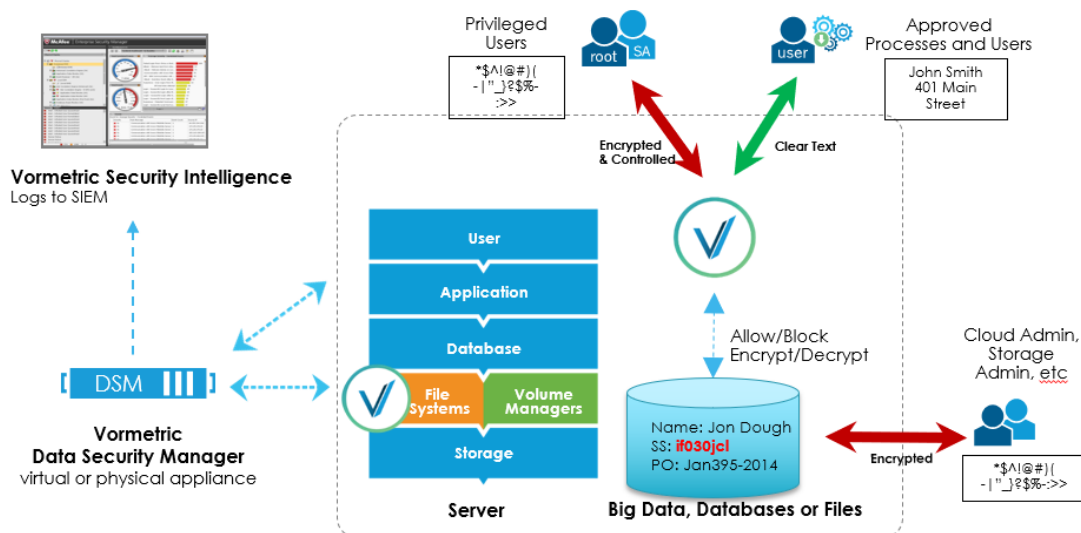 Privileged
Users
*$^!@#)(
-|"_}?$%-
:>>
root
SA
user
Approved
Processes and Users
John Smith
401 Main
Street
McAfee
Vormetric Security Intelligence
Logs to SIEM
Encrypted
& Controlled
Clear Text
User
Application
Database
File
Systems
Volume
Managers
Storage
Server
DSM
Vormetric
Data Security Manager
virtual or physical appliance
Allow/Block
Encrypt/Decrypt
Name: Jon Dough
SS: if030jcl
PO: Jan395-2014
Big Data, Databases or Files
Encrypted
Cloud Admin,
Storage
Admin, etc
*$^!@#)(
-|"_}?$%-:>>